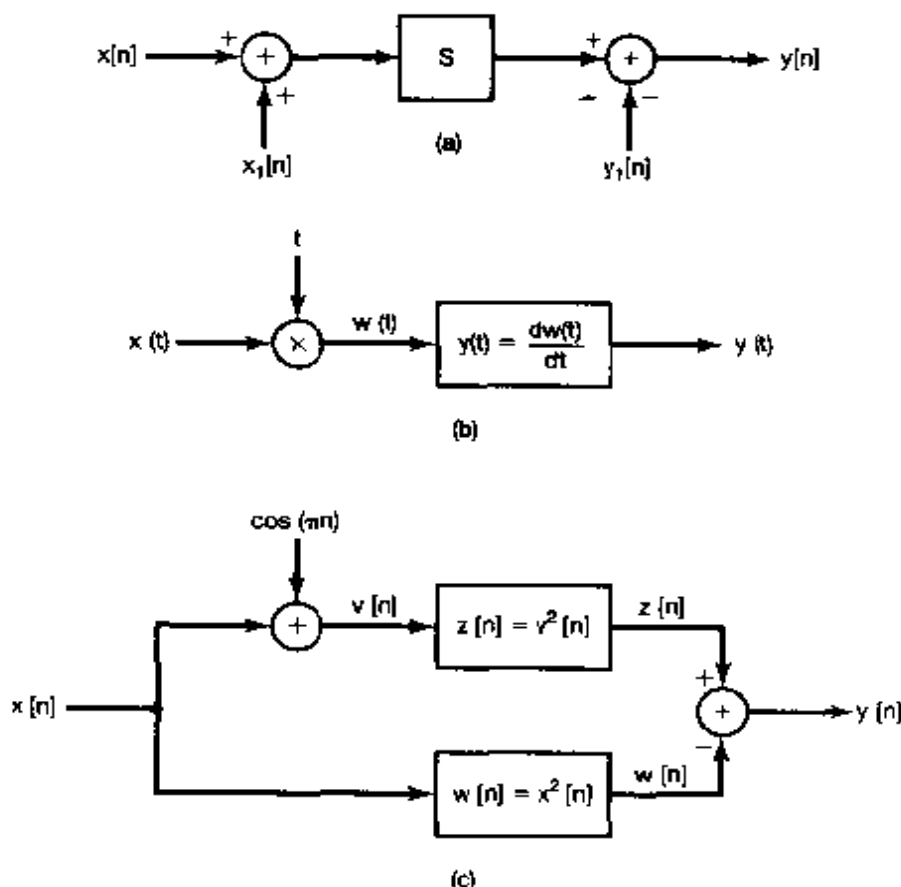 x[n] + + S + + y[n]
+ - -
x₁[n] (a) y₁[n]
t
x (t) × w (t) y(t) = dw(t)/dt y (t)
(b)
cos (πn)
+ v [n] z [n] = v² [n] z [n]
x [n] + + y [n]
-
w [n] = x² [n] w [n]
(c)